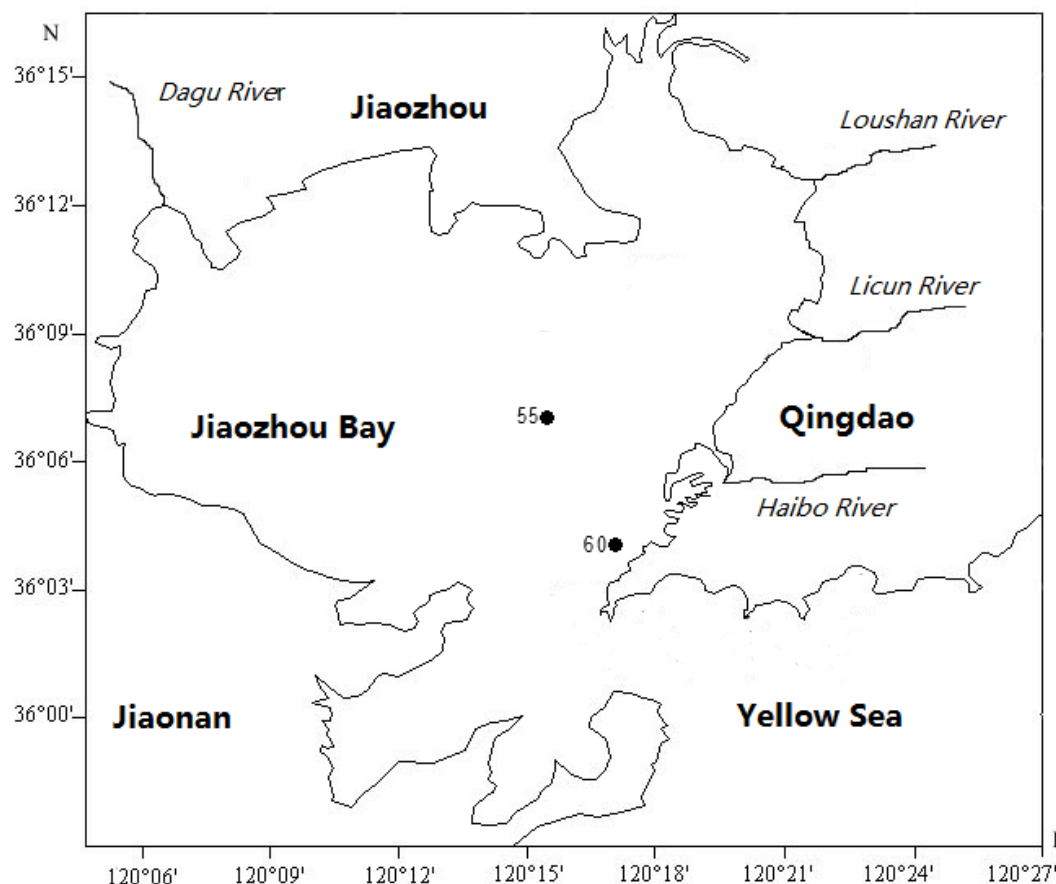 N
36°15'
Dagu River
Jiaozhou
Loushan River
36°12'
Licun River
36°09'
55
Jiaozhou Bay
Qingdao
36°06'
Haibo River
60
36°03'
36°00'
Jiaonan
Yellow Sea
120°06'
120°09'
120°12'
120°15'
120°18'
120°21'
120°24'
120°27'